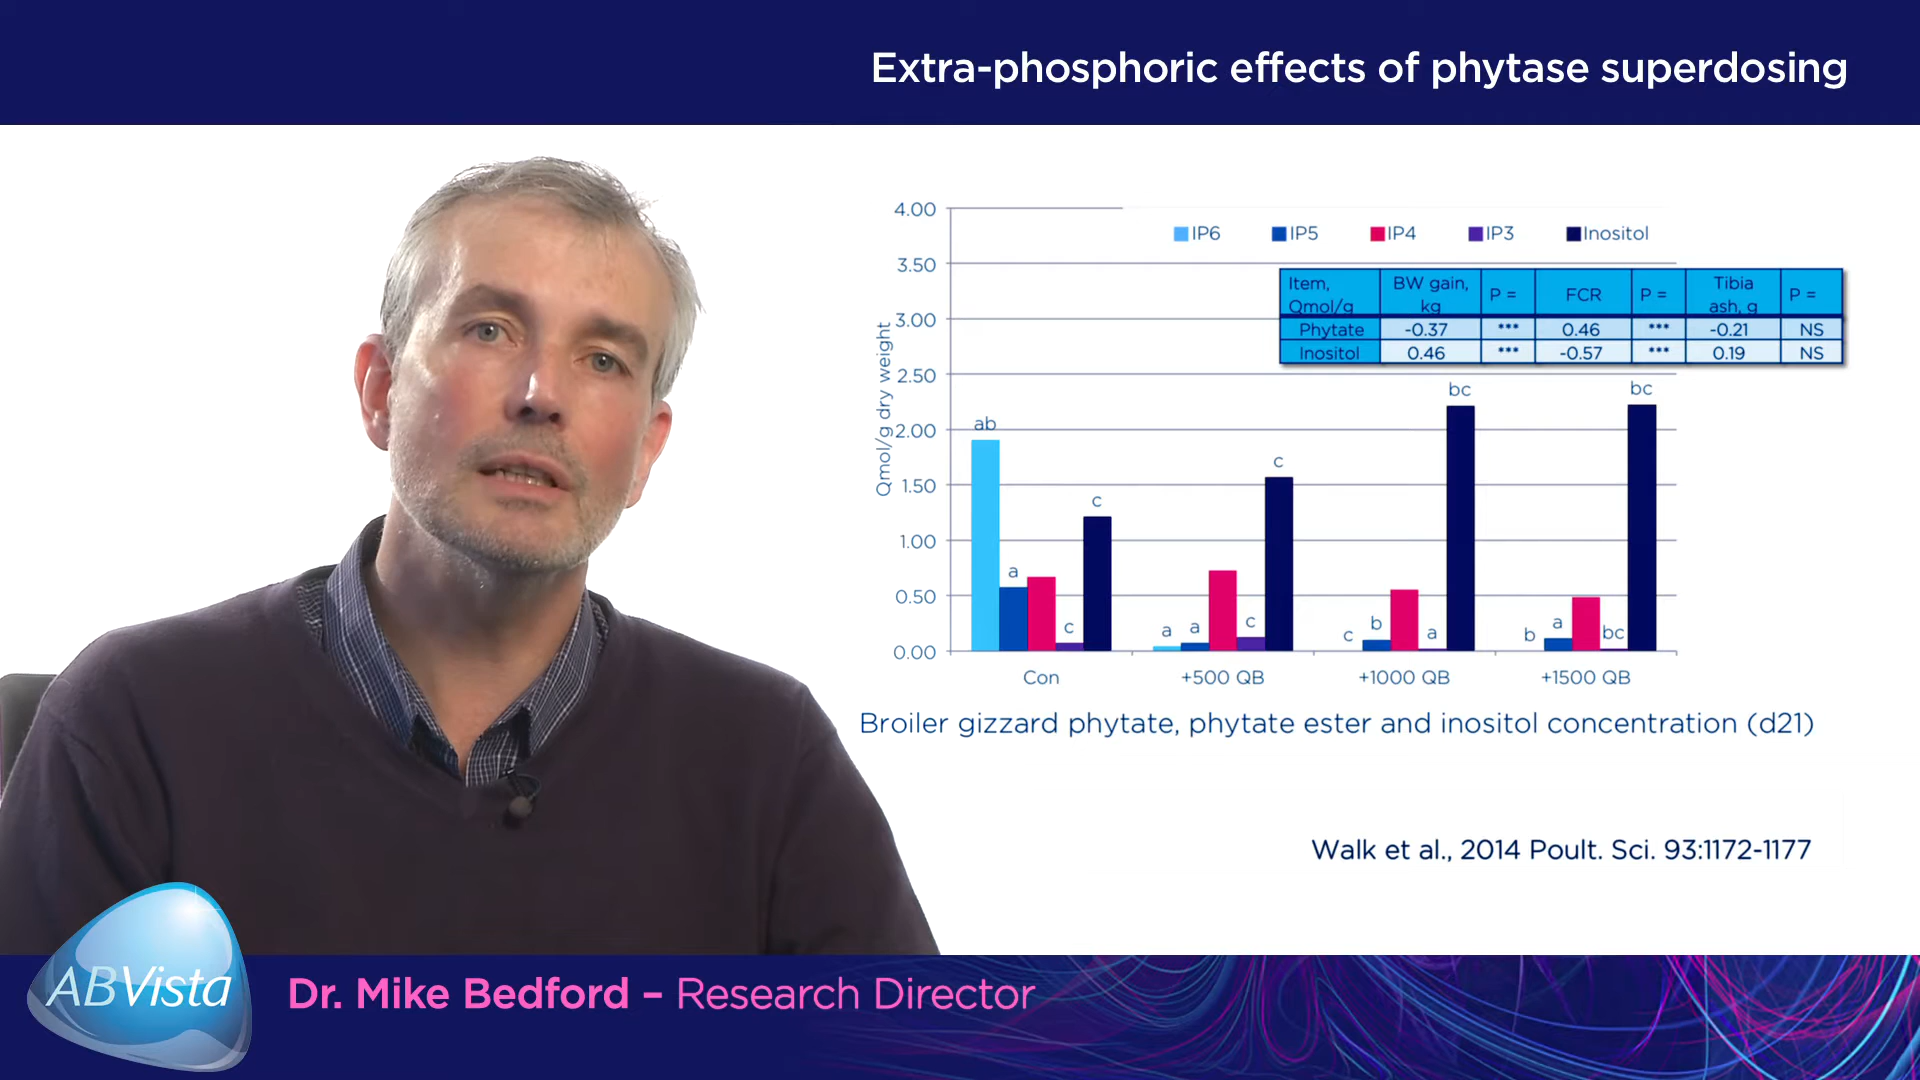 Extra-phosphoric effects of phytase superdosing
4.00
IP6 IP5 IP4 IP3 Inositol
3.50
Item, Qmol/g BW gain, kg P = FCR P = Tibia ash, g P =
3.00
Phytate -0.37 *** 0.46 *** -0.21 NS
Inositol 0.46 *** -0.57 *** 0.19 NS
2.50
Qmol/g dry weight
bc bc
2.00
ab
c
1.50
c
1.00
a
0.50
c a a c c b a b a bc
0.00
Con +500 QB +1000 QB +1500 QB
Broiler gizzard phytate, phytate ester and inositol concentration (d21)
Walk et al., 2014 Poult. Sci. 93:1172-1177
ABVista
Dr. Mike Bedford – Research Director